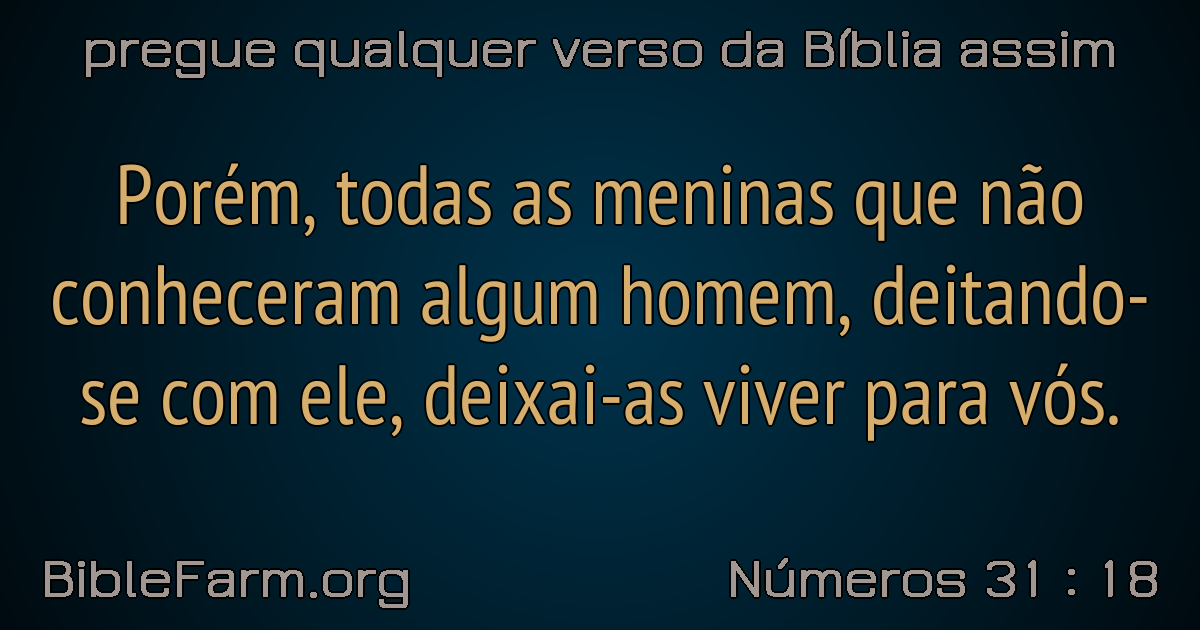 pregue qualquer verso da Bíblia assim
Porém, todas as meninas que não
conheceram algum homem, deitando-
se com ele, deixai-as viver para vós.
BibleFarm.org
Números 31 : 18